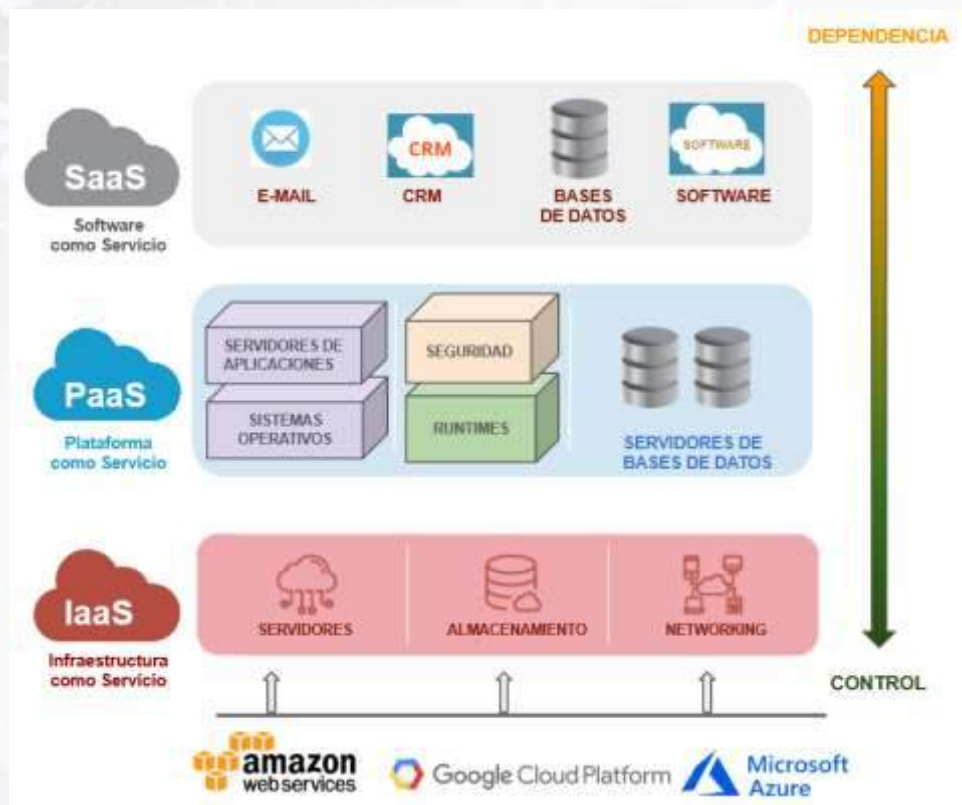 DEPENDENCIA
SaaS
Software
como Servicio
E-MAIL
CRM
CRM
BASES
DE DATOS
SOFTWARE
SOFTWARE
PaaS
Plataforma
como Servicio
SERVIDORES DE
APLICACIONES
SISTEMAS
OPERATIVOS
SEGURIDAD
RUNTIMES
SERVIDORES DE
BASES DE DATOS
IaaS
Infraestructura
como Servicio
SERVIDORES
ALMACENAMIENTO
NETWORKING
CONTROL
amazon
web services
Google Cloud Platform
Microsoft
Azure